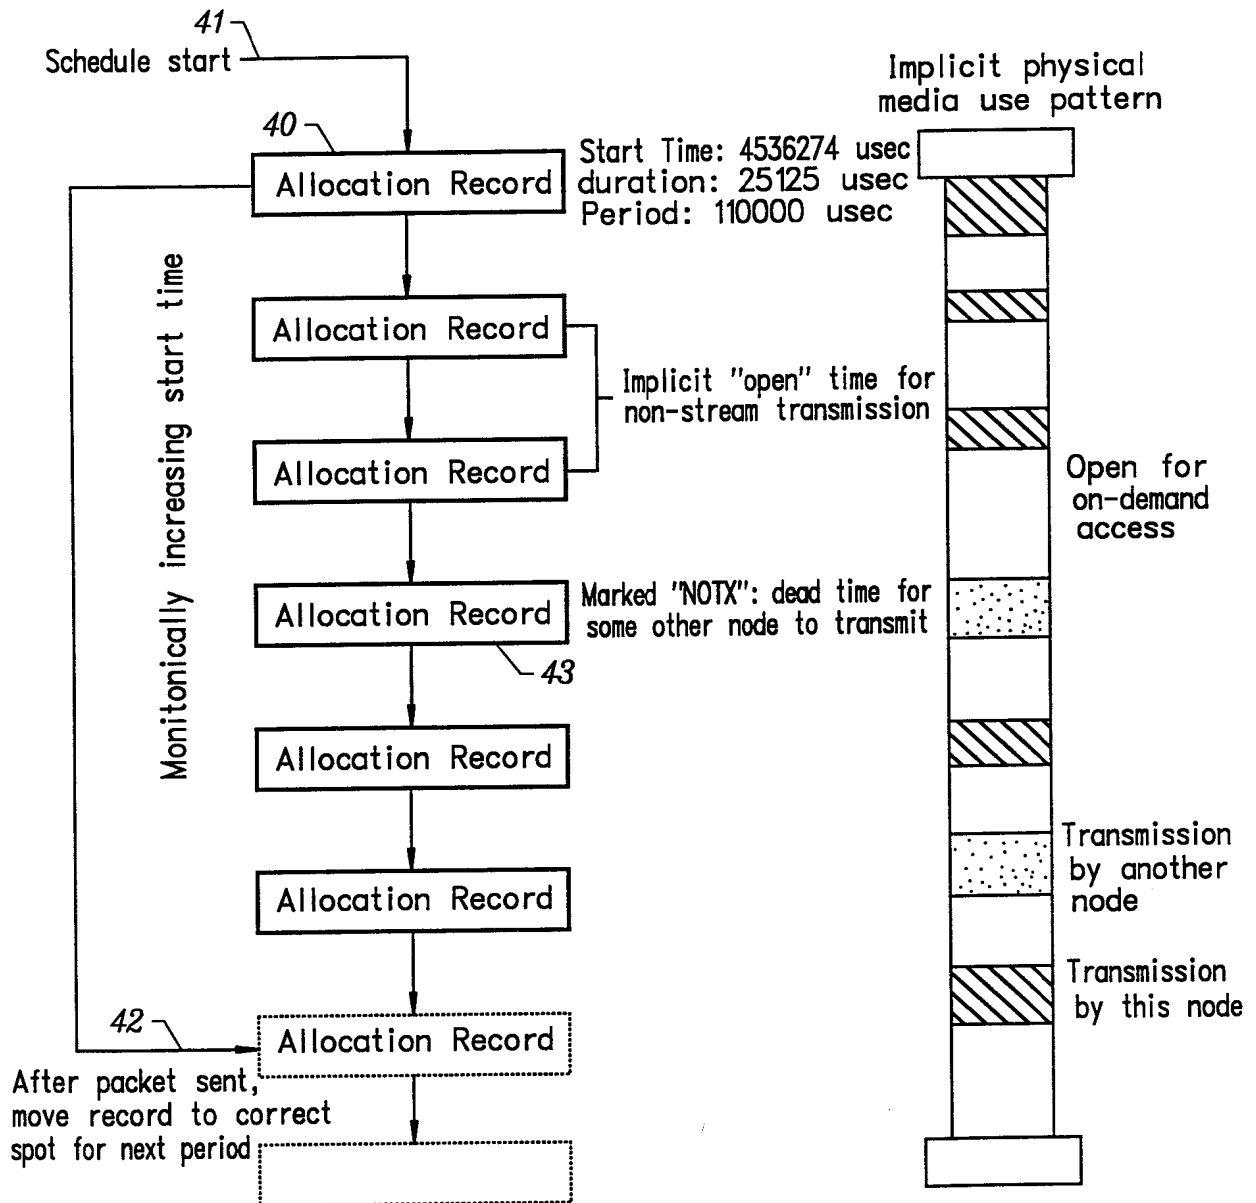 41
Schedule start
Implicit physical
media use pattern
40
Allocation Record
Start Time: 4536274 usec
duration: 25125 usec
Period: 110000 usec
Monitonically increasing start time
Allocation Record
Implicit "open" time for
non-stream transmission
Allocation Record
Open for
on-demand
access
Allocation Record
Marked "NOTX": dead time for
some other node to transmit
43
Allocation Record
Transmission
by another
node
Allocation Record
Transmission
by this node
42
Allocation Record
After packet sent,
move record to correct
spot for next period